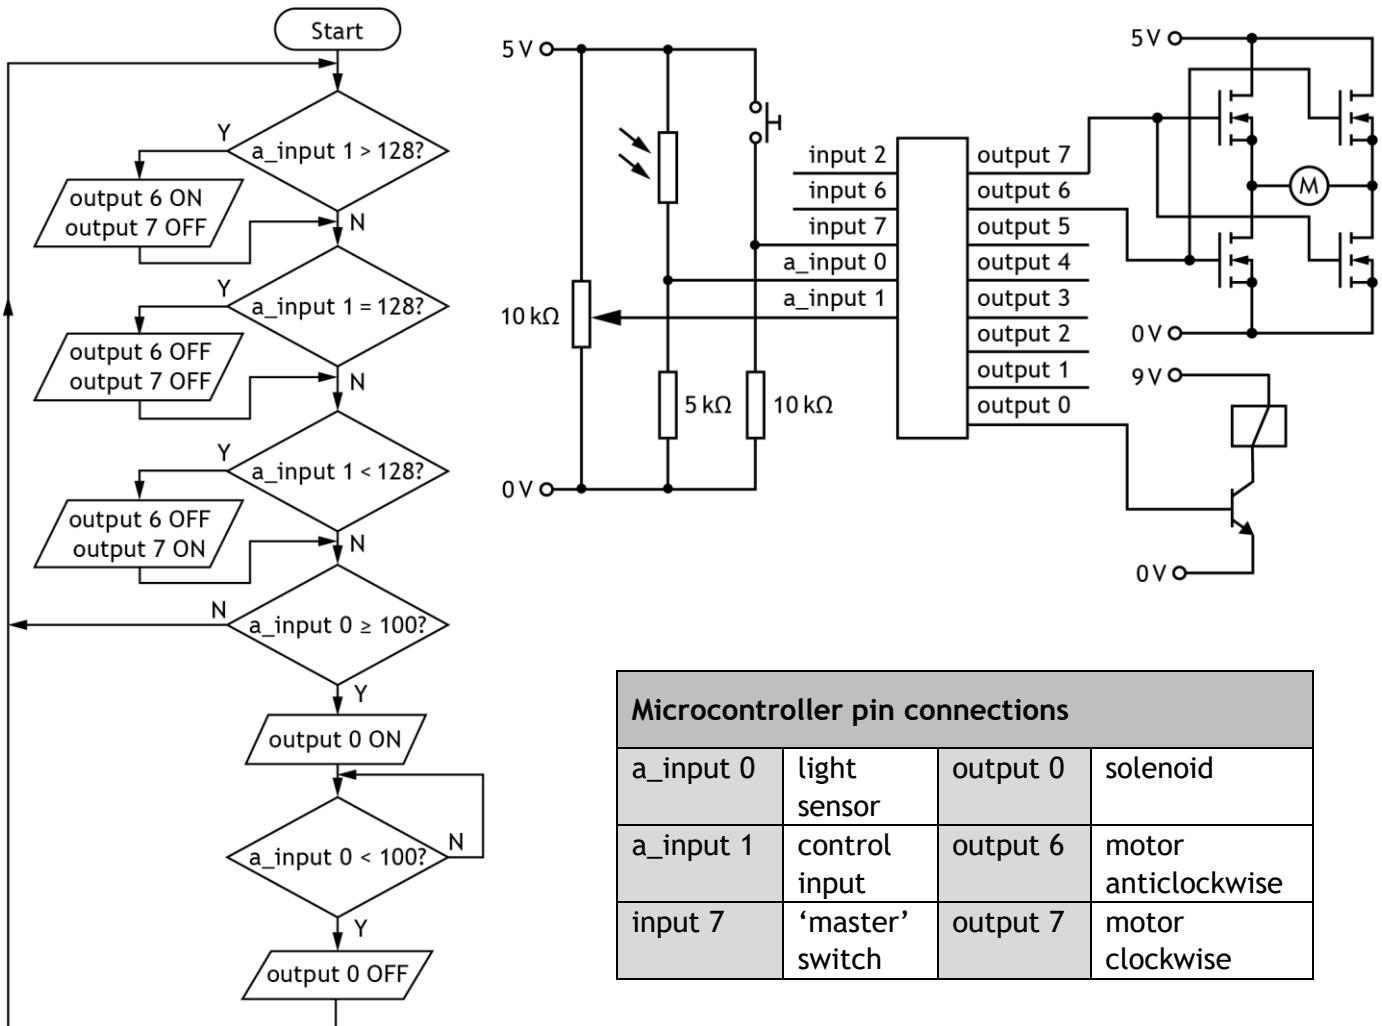 Start
Y
a_input 1 > 128?
output 6 ON
output 7 OFF
N
Y
a_input 1 = 128?
output 6 OFF
output 7 OFF
N
Y
a_input 1 < 128?
output 6 OFF
output 7 ON
N
N
a_input 0 ≥ 100?
Y
output 0 ON
a_input 0 < 100?
N
Y
output 0 OFF
5 V
10 kΩ
5 kΩ
10 kΩ
0 V
input 2
input 6
input 7
a_input 0
a_input 1
output 7
output 6
output 5
output 4
output 3
output 2
output 1
output 0
5 V
M
0 V
9 V
0 V
Microcontroller pin connections
a_input 0
light
sensor
output 0
solenoid
a_input 1
control
input
output 6
motor
anticlockwise
input 7
‘master’
switch
output 7
motor
clockwise